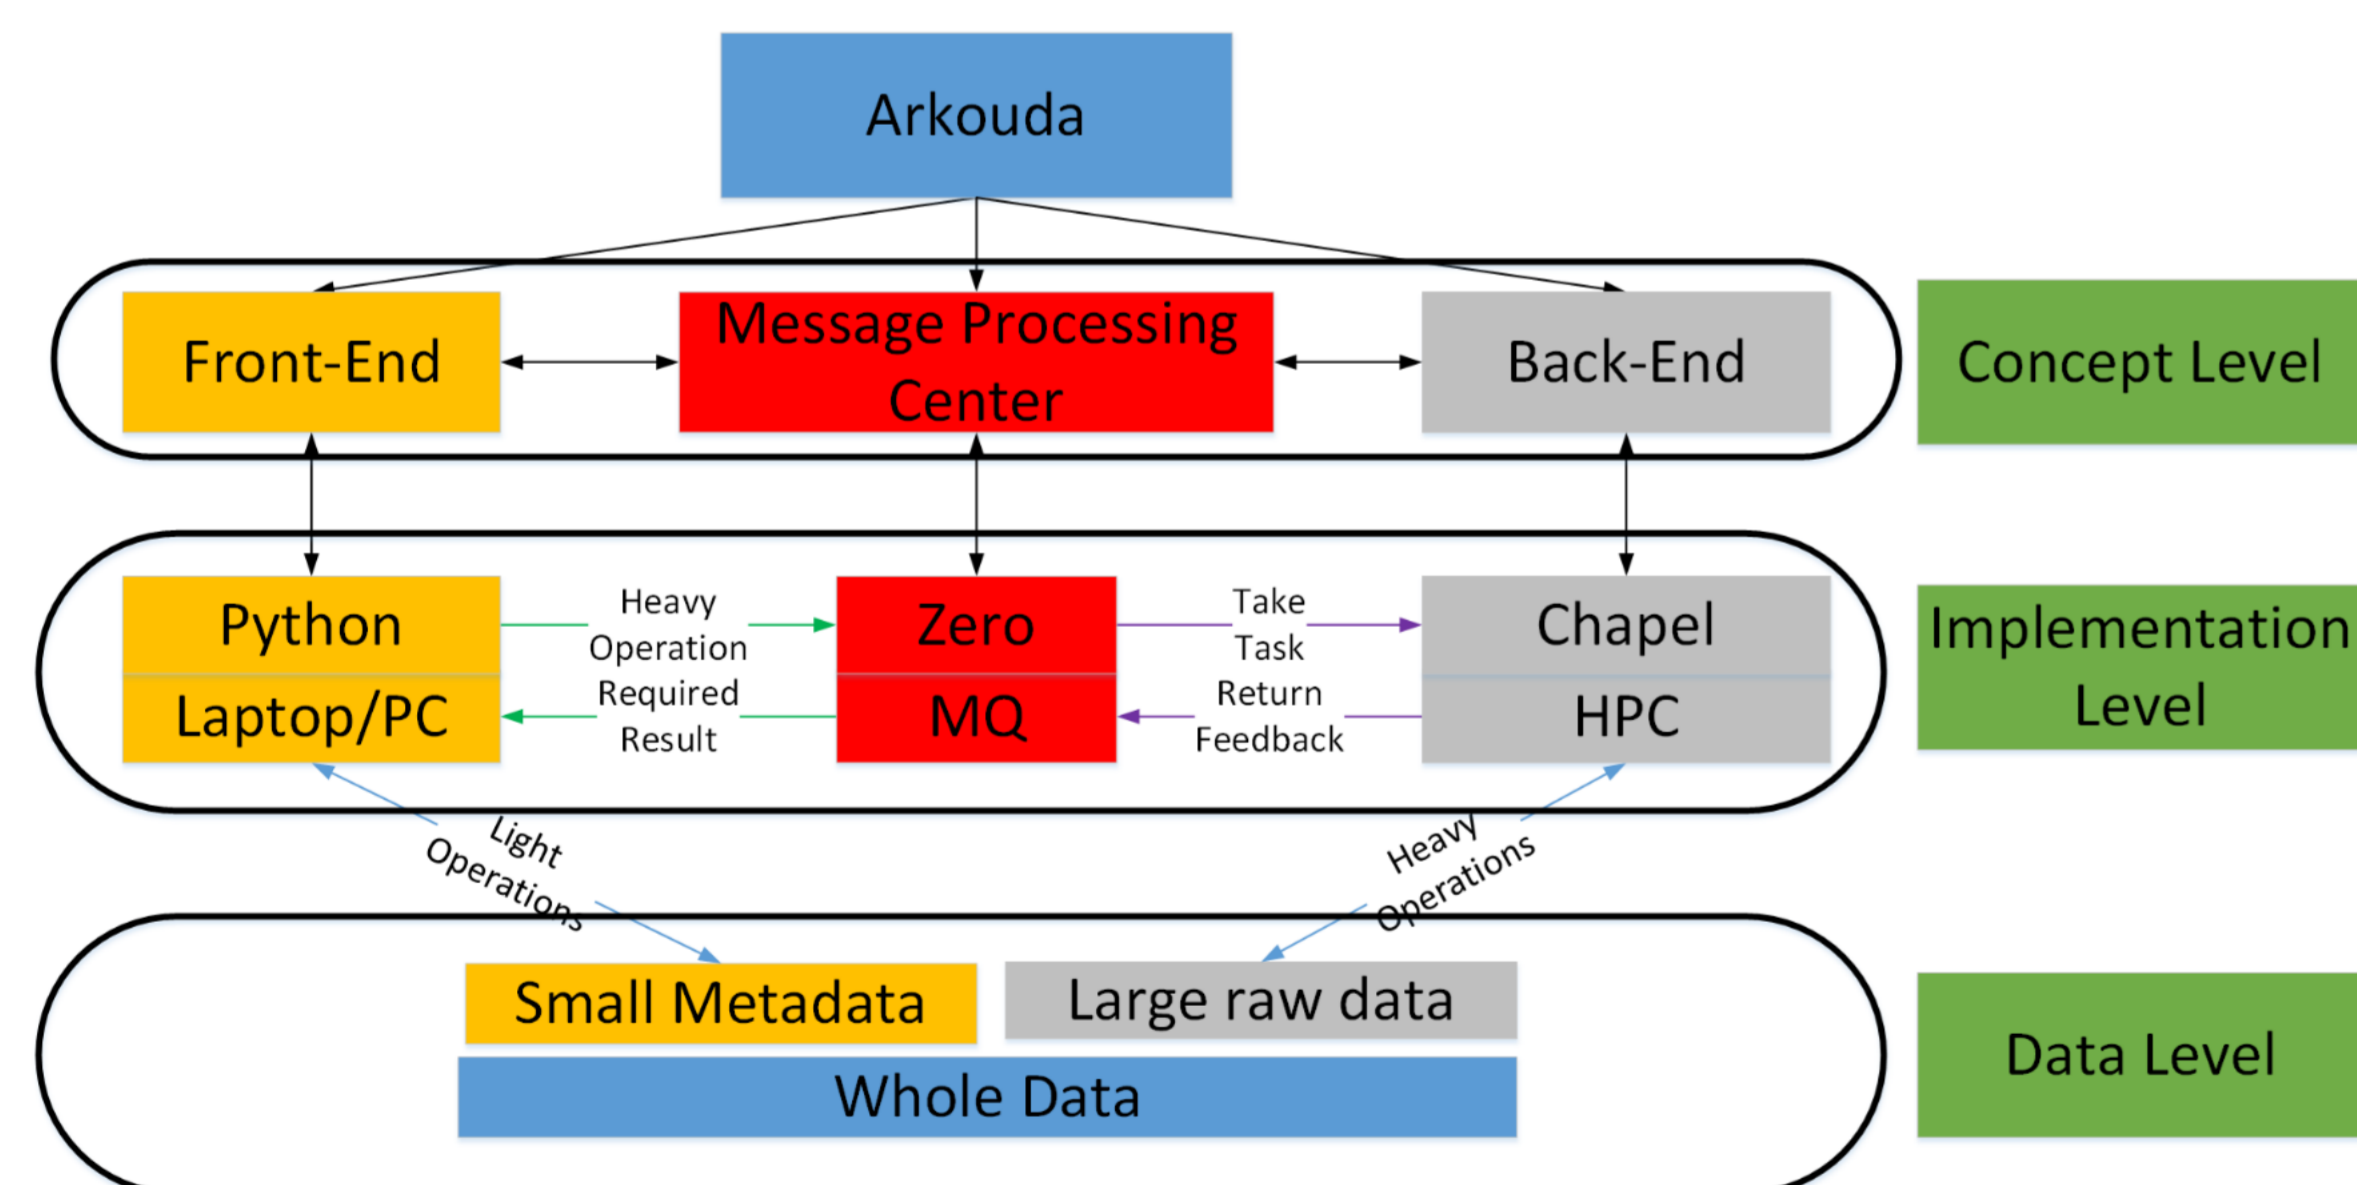 Arkouda
Front-End
Message Processing
Center
Back-End
Concept Level
Python
Laptop/PC
Heavy
Operation
Required
Result
Zero
MQ
Take
Task
Return
Feedback
Chapel
HPC
Implementation
Level
Light
Operations
Heavy
Operations
Small Metadata
Large raw data
Whole Data
Data Level